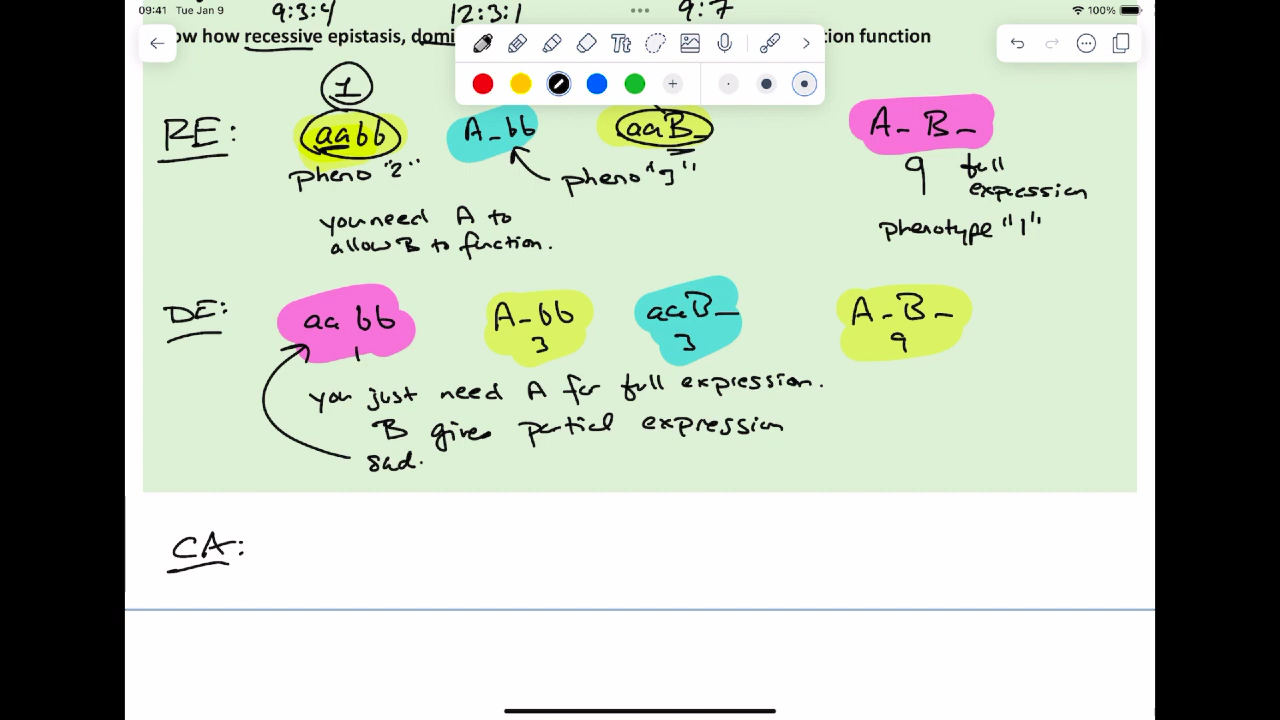 09:41 Tue Jan 9
100%
9:3:4 12:3:1 9:7
ow how recessive epistasis, domi
ion function
Tt
1
RE: aabb A_bb aaB_ A_B_
pheno "2" pheno "3" 9 full
expression
you need A to
allow B to function. phenotype "1"
DE: aa bb A_bb aaB_ A_B_
1 3 3 9
you just need A for full expression.
B gives partial expression
sad.
CA: